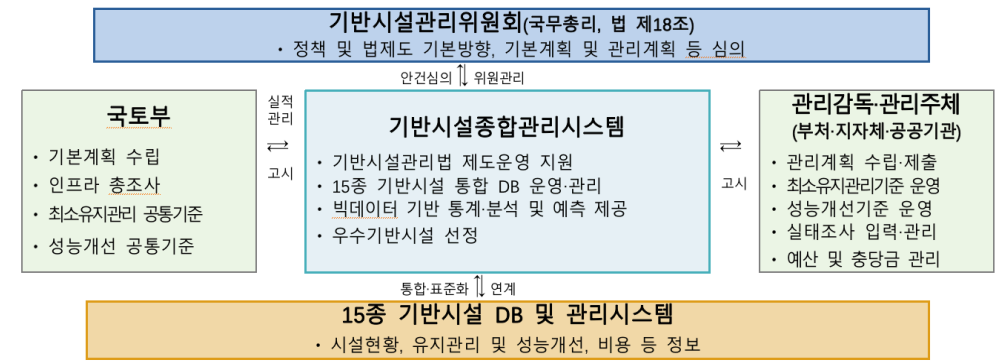 기반시설관리위원회(국무총리, 법 제18조)
· 정책 및 법제도 기본방향, 기본계획 및 관리계획 등 심의
안건심의 ↑↓ 위원관리
국토부
· 기본계획 수립
· 인프라 총조사
· 최소유지관리 공통기준
· 성능개선 공통기준
실적
관리
⇄
고시
기반시설종합관리시스템
· 기반시설관리법 제도운영 지원
· 15종 기반시설 통합 DB 운영·관리
· 빅데이터 기반 통계·분석 및 예측 제공
· 우수기반시설 선정
⇄
고시
관리감독·관리주체
(부처·지자체·공공기관)
· 관리계획 수립·제출
· 최소유지관리기준 운영
· 성능개선기준 운영
· 실태조사 입력·관리
· 예산 및 충당금 관리
통합·표준화 ↑↓ 연계
15종 기반시설 DB 및 관리시스템
· 시설현황, 유지관리 및 성능개선, 비용 등 정보